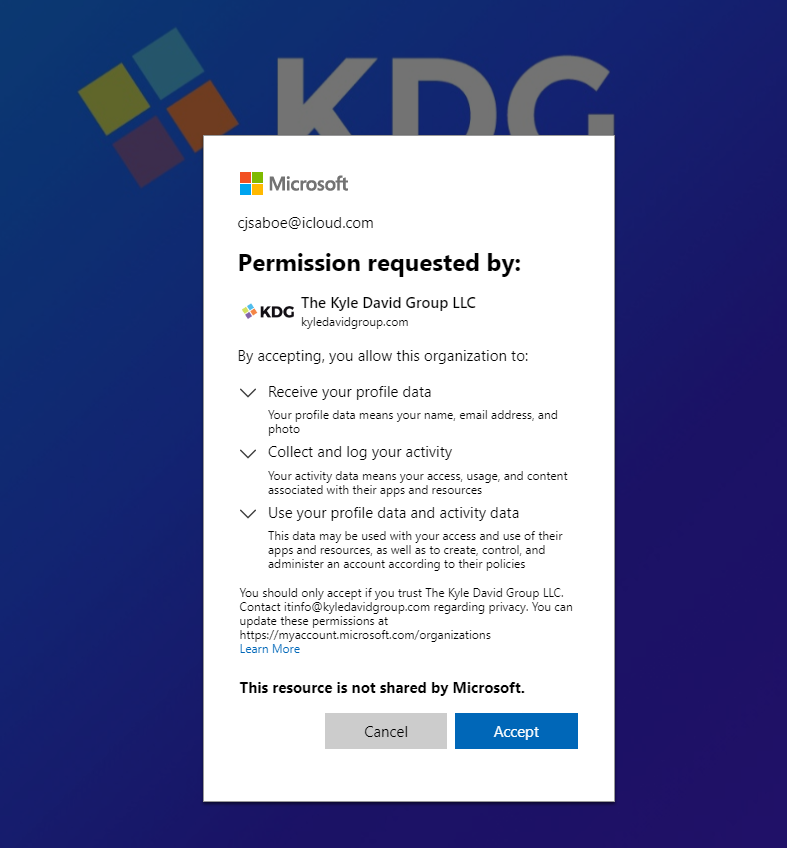 KDG
Microsoft
cjsaboe@icloud.com
Permission requested by:
KDG
The Kyle David Group LLC
kyledavidgroup.com
By accepting, you allow this organization to:
Receive your profile data
Your profile data means your name, email address, and
photo
Collect and log your activity
Your activity data means your access, usage, and content
associated with their apps and resources
Use your profile data and activity data
This data may be used with your access and use of their
apps and resources, as well as to create, control, and
administer an account according to their policies
You should only accept if you trust The Kyle David Group LLC.
Contact itinfo@kyledavidgroup.com regarding privacy. You can
update these permissions at
https://myaccount.microsoft.com/organizations
Learn More
This resource is not shared by Microsoft.
Cancel
Accept